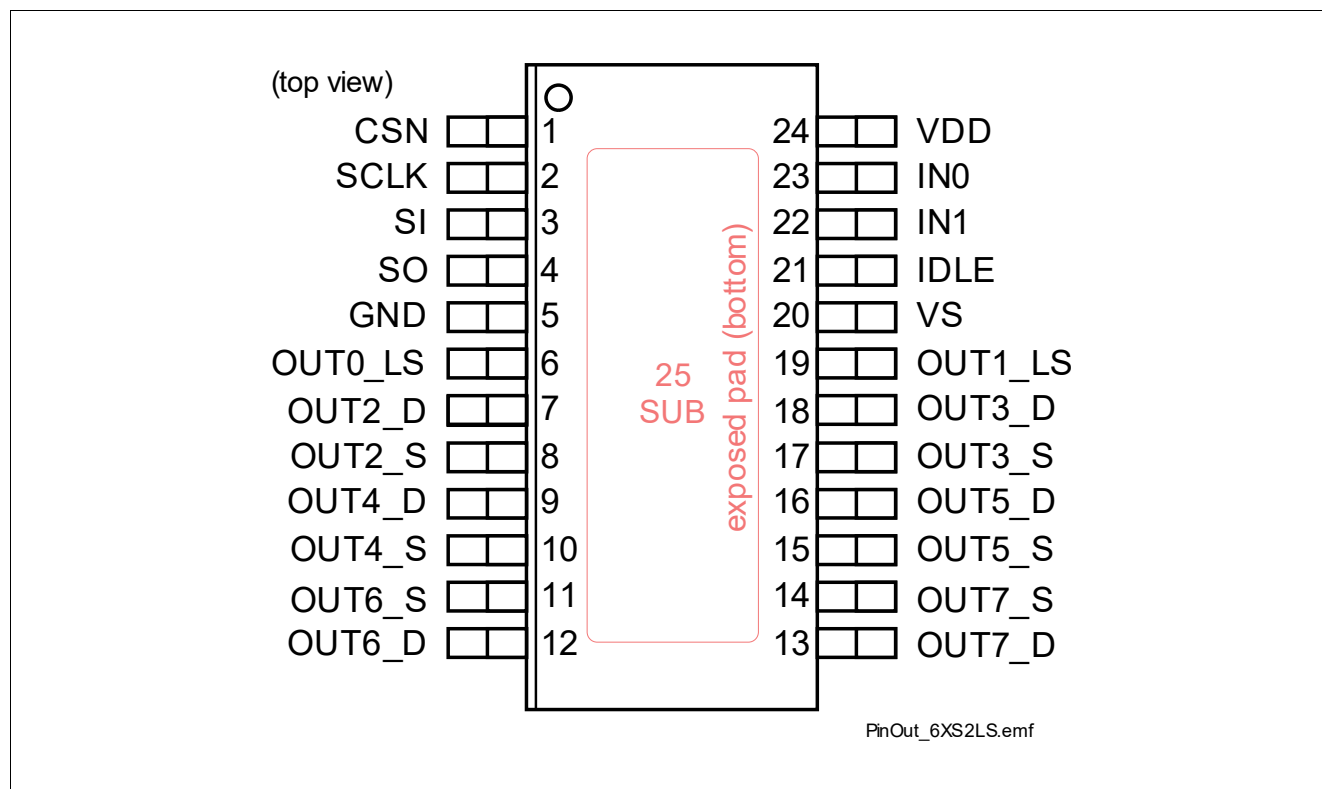 (top view)
CSN 1 24 VDD
SCLK 2 23 IN0
SI 3 22 IN1
SO 4 21 IDLE
GND 5 20 VS
OUT0_LS 6 19 OUT1_LS
OUT2_D 7 18 OUT3_D
OUT2_S 8 17 OUT3_S
OUT4_D 9 16 OUT5_D
OUT4_S 10 15 OUT5_S
OUT6_S 11 14 OUT7_S
OUT6_D 12 13 OUT7_D
25
SUB
exposed pad (bottom)
PinOut_6XS2LS.emf